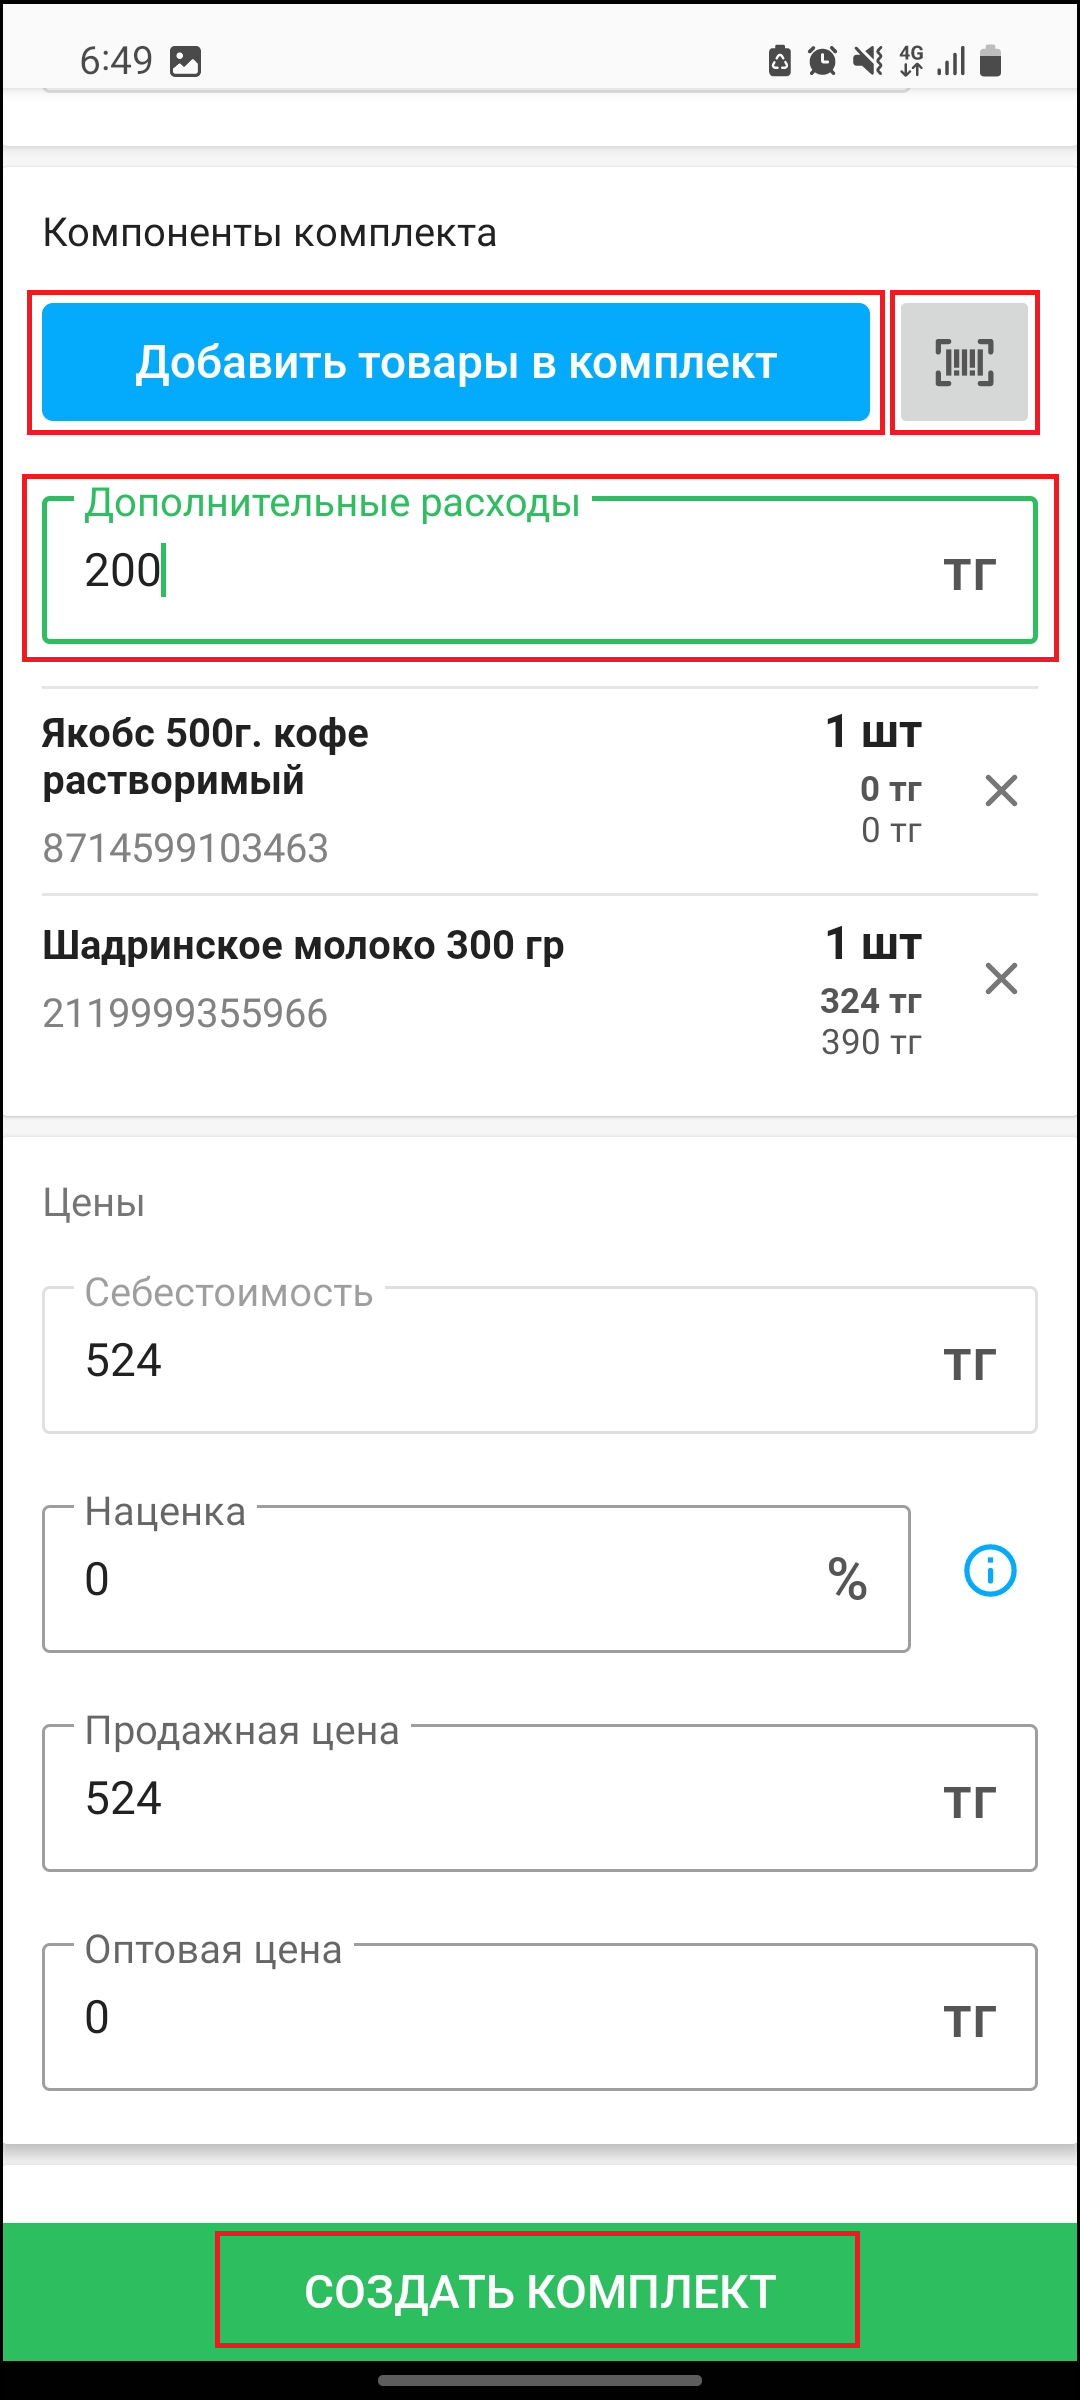 6:49
4G
Компоненты комплекта
Добавить товары в комплект
Дополнительные расходы
200 тг
Якобс 500г. кофе
растворимый
8714599103463
1 шт
0 тг
0 тг
Шадринское молоко 300 гр
2119999355966
1 шт
324 тг
390 тг
Цены
Себестоимость
524 тг
Наценка
0 %
Продажная цена
524 тг
Оптовая цена
0 тг
СОЗДАТЬ КОМПЛЕКТ